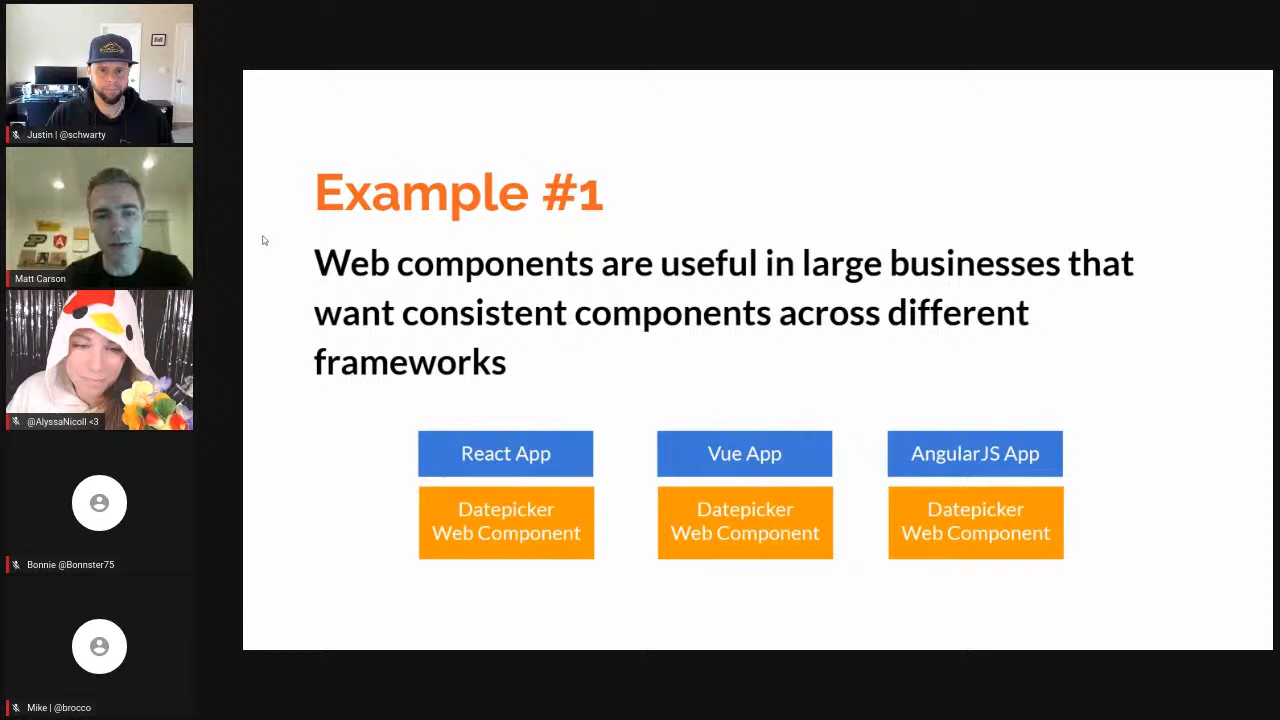 Justin | @schwarty
Matt Carson
@AlyssaNicoll <3
Bonnie @Bonnster75
Mike | @brocco
Example #1
Web components are useful in large businesses that
want consistent components across different
frameworks
React App
Datepicker
Web Component
Vue App
Datepicker
Web Component
AngularJS App
Datepicker
Web Component